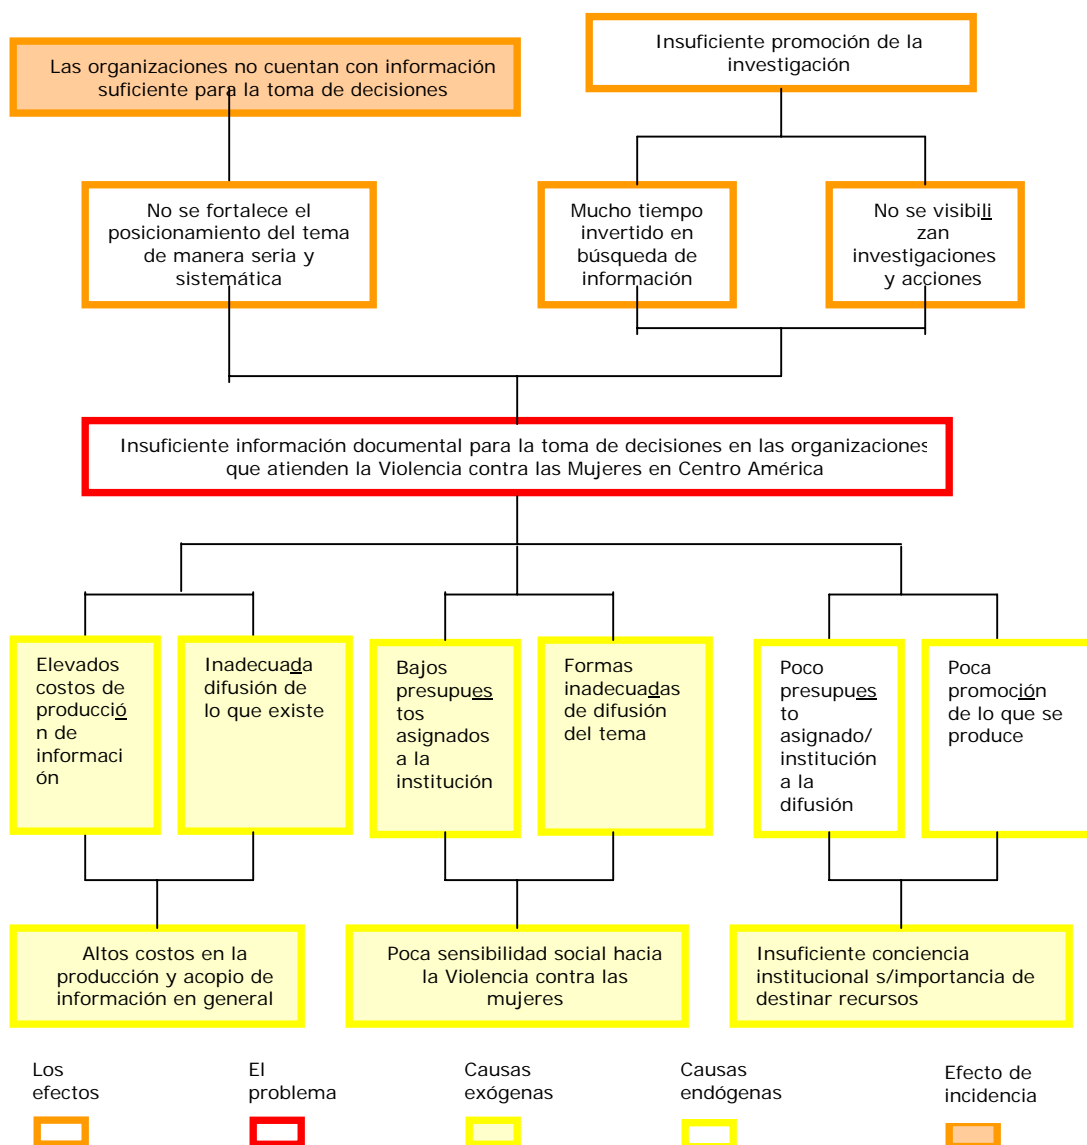 Las organizaciones no cuentan con información
suficiente para la toma de decisiones
Insuficiente promoción de la
investigación
No se fortalece el
posicionamiento del tema
de manera seria y
sistemática
Mucho tiempo
invertido en
búsqueda de
información
No se visibili
zan
investigaciones
y acciones
Insuficiente información documental para la toma de decisiones en las organizaciones
que atienden la Violencia contra las Mujeres en Centro América
Elevados
costos de
producció
n de
informaci
ón
Inadecuada
difusión de
lo que existe
Bajos
presupues
tos
asignados
a la
institución
Formas
inadecuadas
de difusión
del tema
Poco
presupues
to
asignado/
institución
a la
difusión
Poca
promoción
de lo que se
produce
Altos costos en la
producción y acopio de
información en general
Poca sensibilidad social hacia
la Violencia contra las
mujeres
Insuficiente conciencia
institucional s/importancia de
destinar recursos
Los
efectos
El
problema
Causas
exógenas
Causas
endógenas
Efecto de
incidencia